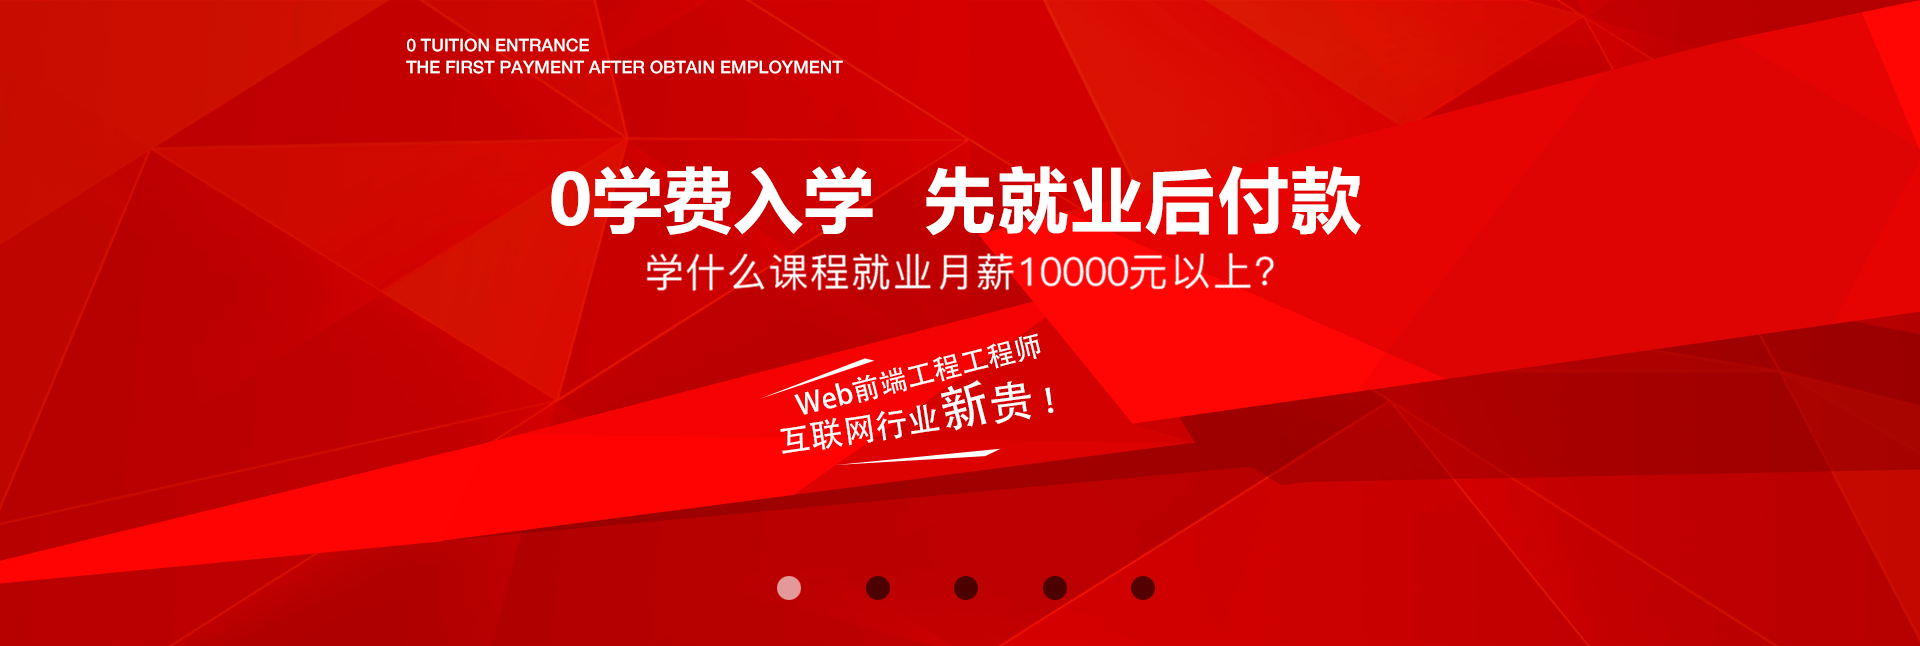 0 TUITION ENTRANCE
THE FIRST PAYMENT AFTER OBTAIN EMPLOYMENT
0学费入学 先就业后付款
学什么课程就业月薪10000元以上?
Web前端工程工程师
互联网行业新贵!